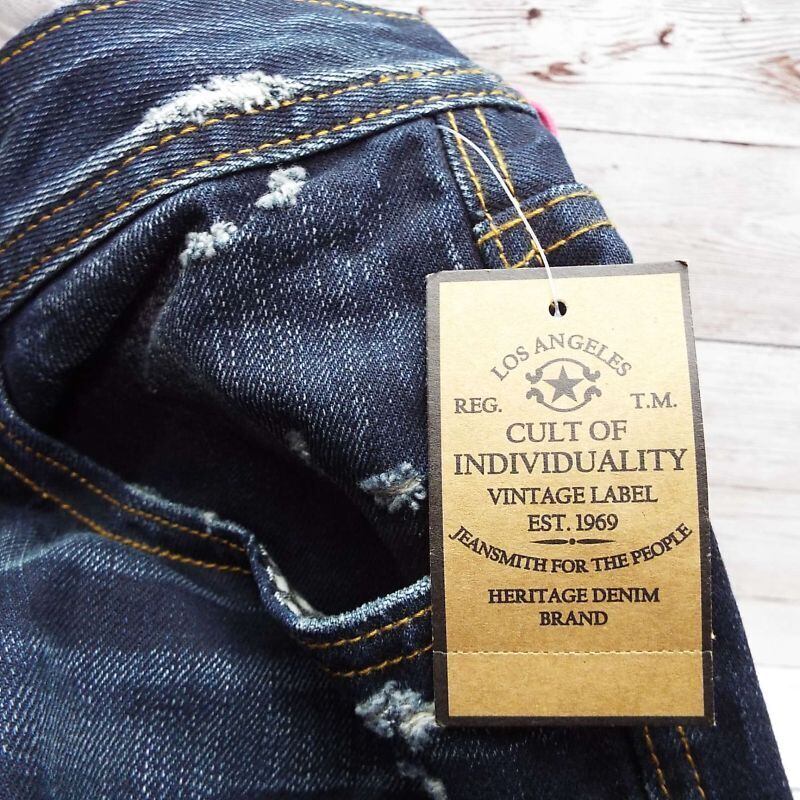 LOS ANGELES
REG. T.M.
CULT OF
INDIVIDUALITY
VINTAGE LABEL
EST. 1969
JEANSMITH FOR THE PEOPLE
HERITAGE DENIM
BRAND